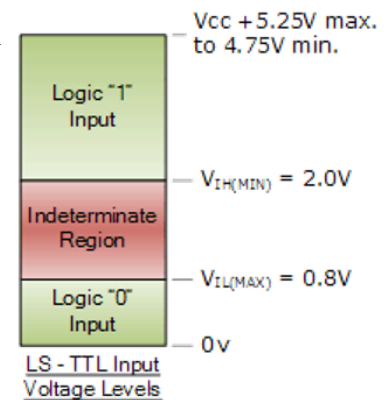 Vcc +5.25V max.
to 4.75V min.
Logic "1"
Input
VIH(MIN) = 2.0V
Indeterminate
Region
VIL(MAX) = 0.8V
Logic "0"
Input
0v
LS - TTL Input
Voltage Levels